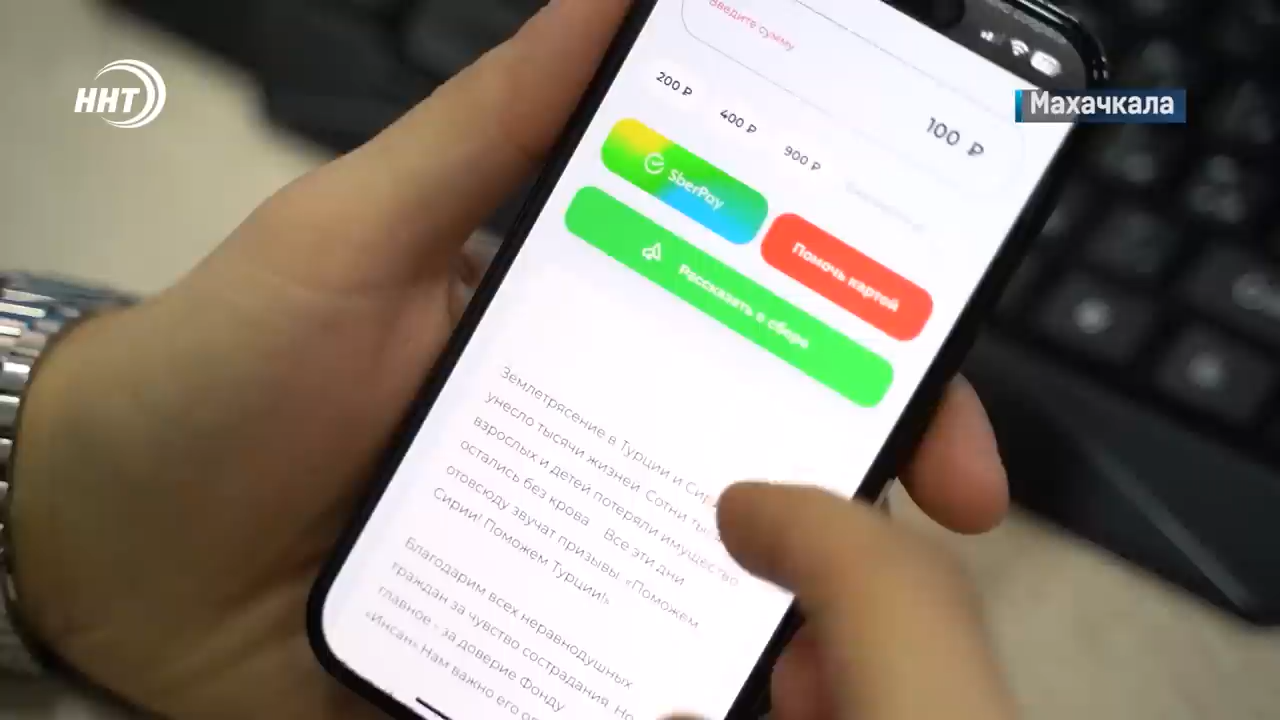 ННТ
Махачкала
Введите сумму
100 ₽
200 ₽
400 ₽
900 ₽
SberPay
Помочь картой
Рассказать о сборе
Землетрясение в Турции и
унесло тысячи жизней. Сотни
взрослых и детей потеряли имущество
остались без крова. Все эти дни
отовсюду звучат призывы: «Поможем
Сирии! Поможем Турции!»
Благодарим всех неравнодушных
граждан за чувство сострадания. Но
главное - за доверие Фонду
«Инсан». Нам важно его